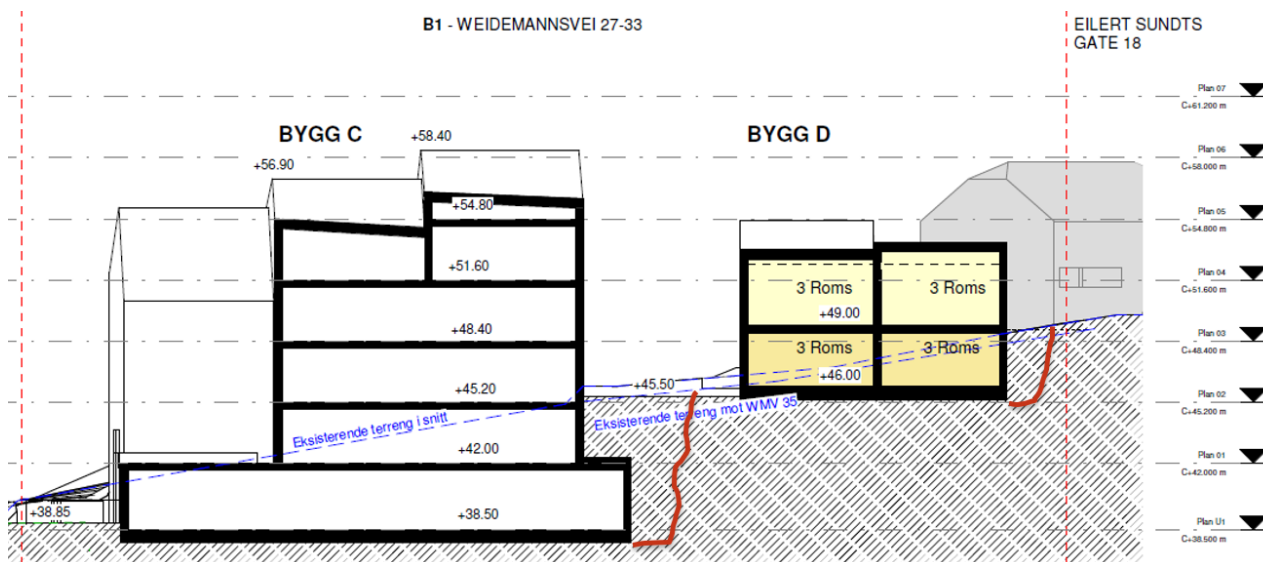 B1 - WEIDEMANNSVEI 27-33
EILERT SUNDTS
GATE 18
Plan 07
C+61.200 m
BYGG C
+58.40
BYGG D
+56.90
Plan 06
C+58.000 m
+54.80
Plan 05
C+54.800 m
+51.60
3 Roms
3 Roms
Plan 04
C+51.600 m
+49.00
+48.40
3 Roms
3 Roms
Plan 03
C+48.400 m
+46.00
+45.20
+45.50
Plan 02
C+45.200 m
Eksisterende terreng i snitt
Eksisterende terreng mot WMV 35
+42.00
Plan 01
C+42.000 m
+38.85
+38.50
Plan U1
C+38.500 m